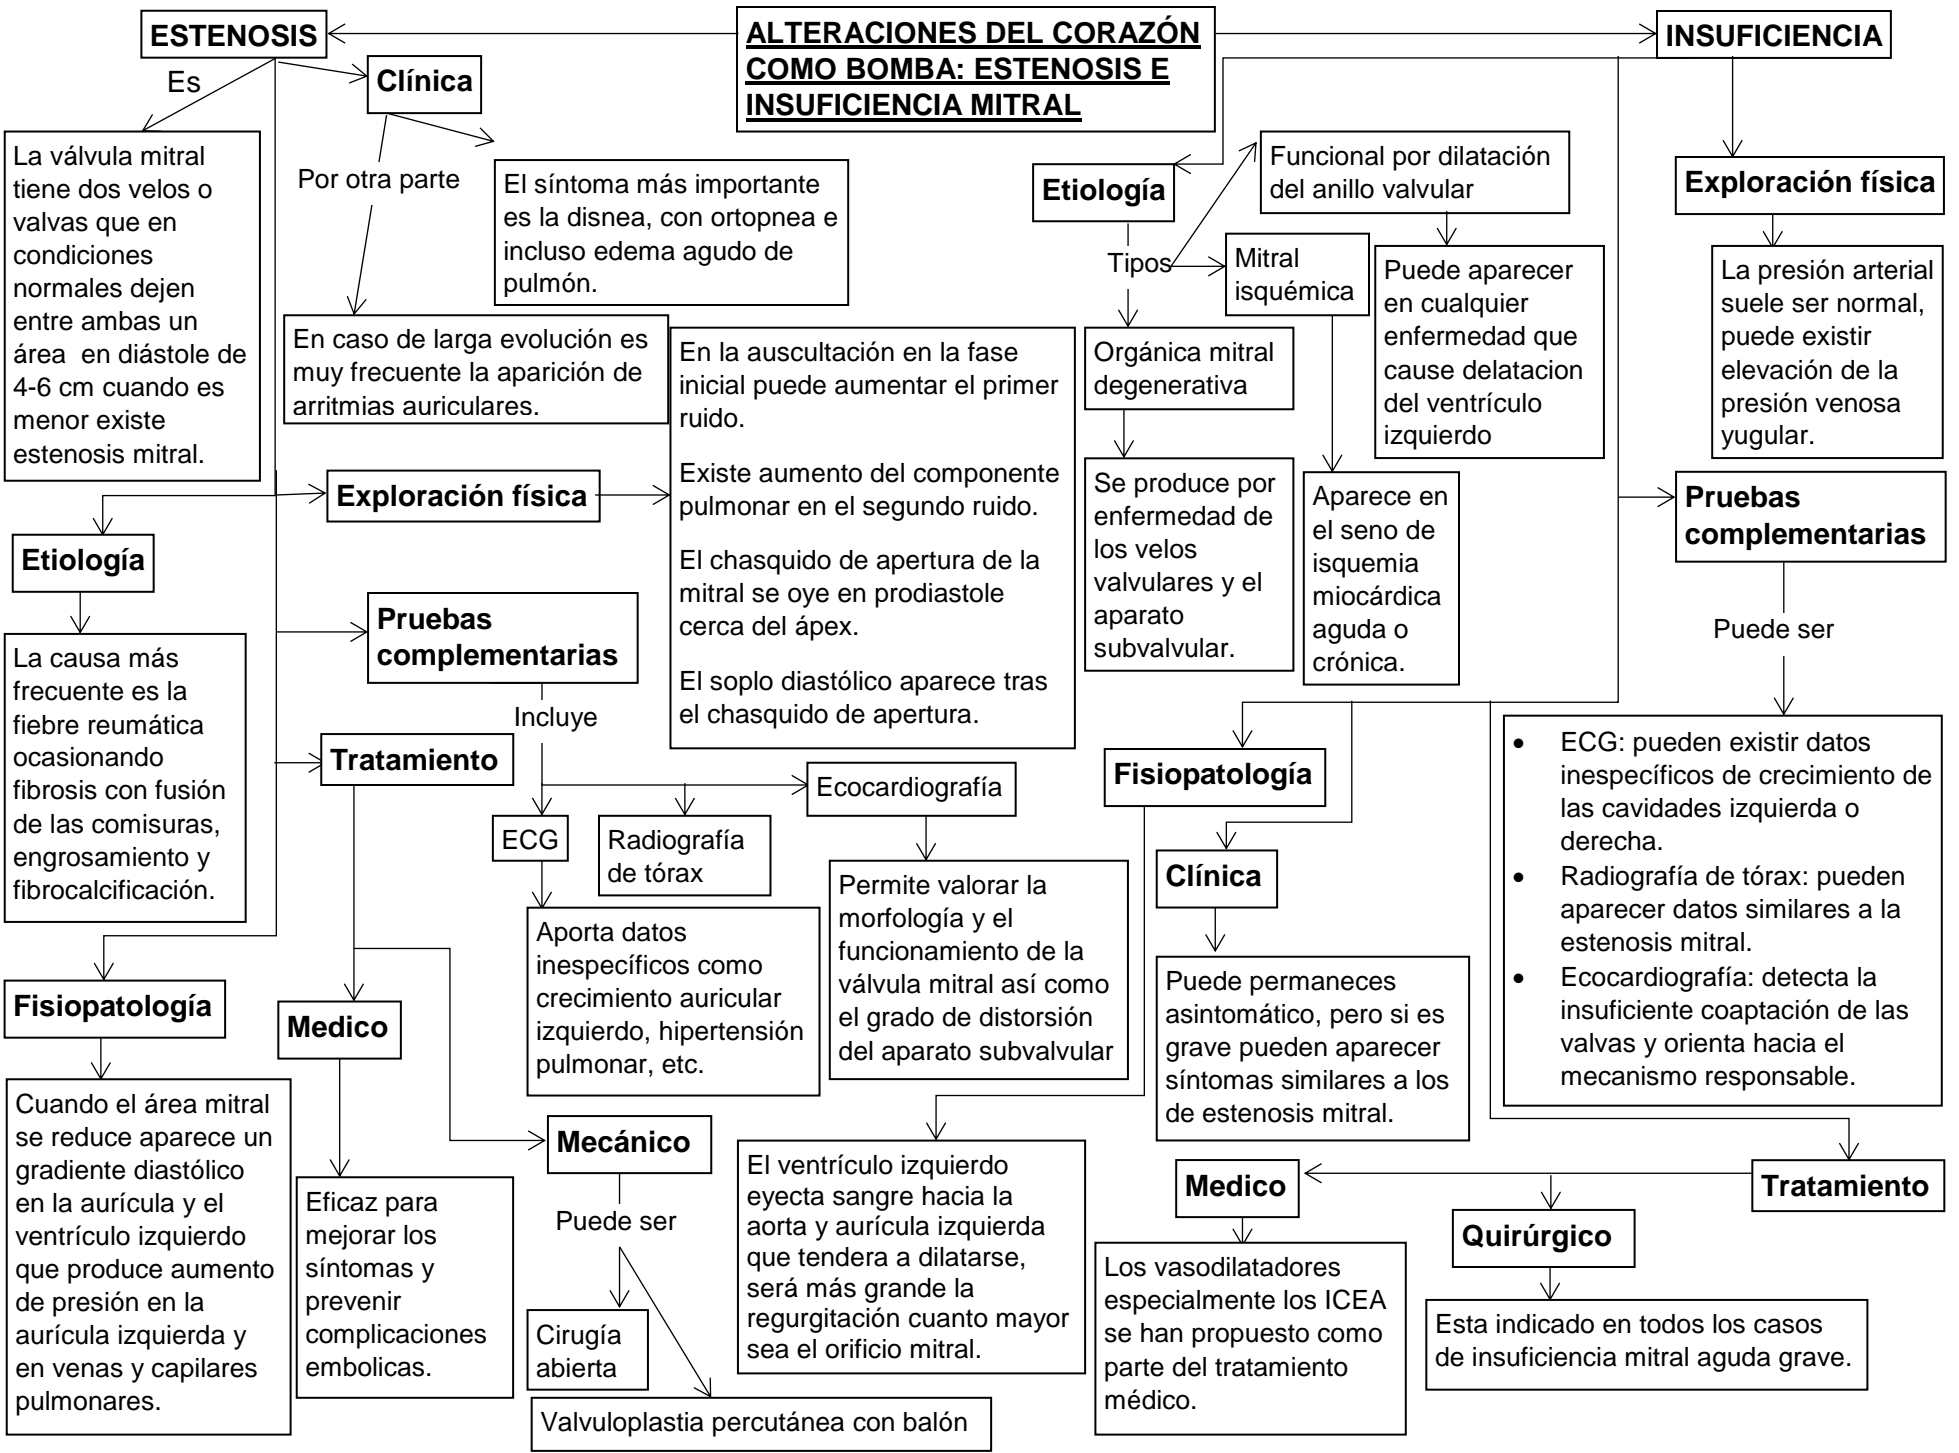 ALTERACIONES DEL CORAZÓN
COMO BOMBA: ESTENOSIS E
INSUFICIENCIA MITRAL
ESTENOSIS
Es
La válvula mitral
tiene dos velos o
valvas que en
condiciones
normales dejen
entre ambas un
área en diástole de
4-6 cm cuando es
menor existe
estenosis mitral.
Clínica
Por otra parte
El síntoma más importante
es la disnea, con ortopnea e
incluso edema agudo de
pulmón.
En caso de larga evolución es
muy frecuente la aparición de
arritmias auriculares.
Exploración física
En la auscultación en la fase
inicial puede aumentar el primer
ruido.
Existe aumento del componente
pulmonar en el segundo ruido.
El chasquido de apertura de la
mitral se oye en prodiastole
cerca del ápex.
El soplo diastólico aparece tras
el chasquido de apertura.
Etiología
La causa más
frecuente es la
fiebre reumática
ocasionando
fibrosis con fusión
de las comisuras,
engrosamiento y
fibrocalcificación.
Pruebas
complementarias
Incluye
ECG
Radiografía
de tórax
Ecocardiografía
Aporta datos
inespecíficos como
crecimiento auricular
izquierdo, hipertensión
pulmonar, etc.
Permite valorar la
morfología y el
funcionamiento de la
válvula mitral así como
el grado de distorsión
del aparato subvalvular
Tratamiento
Medico
Eficaz para
mejorar los
síntomas y
prevenir
complicaciones
embolicas.
Mecánico
Puede ser
Cirugía
abierta
Valvuloplastia percutánea con balón
Fisiopatología
Cuando el área mitral
se reduce aparece un
gradiente diastólico
en la aurícula y el
ventrículo izquierdo
que produce aumento
de presión en la
aurícula izquierda y
en venas y capilares
pulmonares.
INSUFICIENCIA
Etiología
Tipos
Funcional por dilatación
del anillo valvular
Puede aparecer
en cualquier
enfermedad que
cause delatacion
del ventrículo
izquierdo
Mitral
isquémica
Aparece en
el seno de
isquemia
miocárdica
aguda o
crónica.
Orgánica mitral
degenerativa
Se produce por
enfermedad de
los velos
valvulares y el
aparato
subvalvular.
Exploración física
La presión arterial
suele ser normal,
puede existir
elevación de la
presión venosa
yugular.
Pruebas
complementarias
Puede ser
• ECG: pueden existir datos
inespecíficos de crecimiento de
las cavidades izquierda o
derecha.
• Radiografía de tórax: pueden
aparecer datos similares a la
estenosis mitral.
• Ecocardiografía: detecta la
insuficiente coaptación de las
valvas y orienta hacia el
mecanismo responsable.
Fisiopatología
El ventrículo izquierdo
eyecta sangre hacia la
aorta y aurícula izquierda
que tendera a dilatarse,
será más grande la
regurgitación cuanto mayor
sea el orificio mitral.
Clínica
Puede permaneces
asintomático, pero si es
grave pueden aparecer
síntomas similares a los
de estenosis mitral.
Tratamiento
Medico
Los vasodilatadores
especialmente los ICEA
se han propuesto como
parte del tratamiento
médico.
Quirúrgico
Esta indicado en todos los casos
de insuficiencia mitral aguda grave.